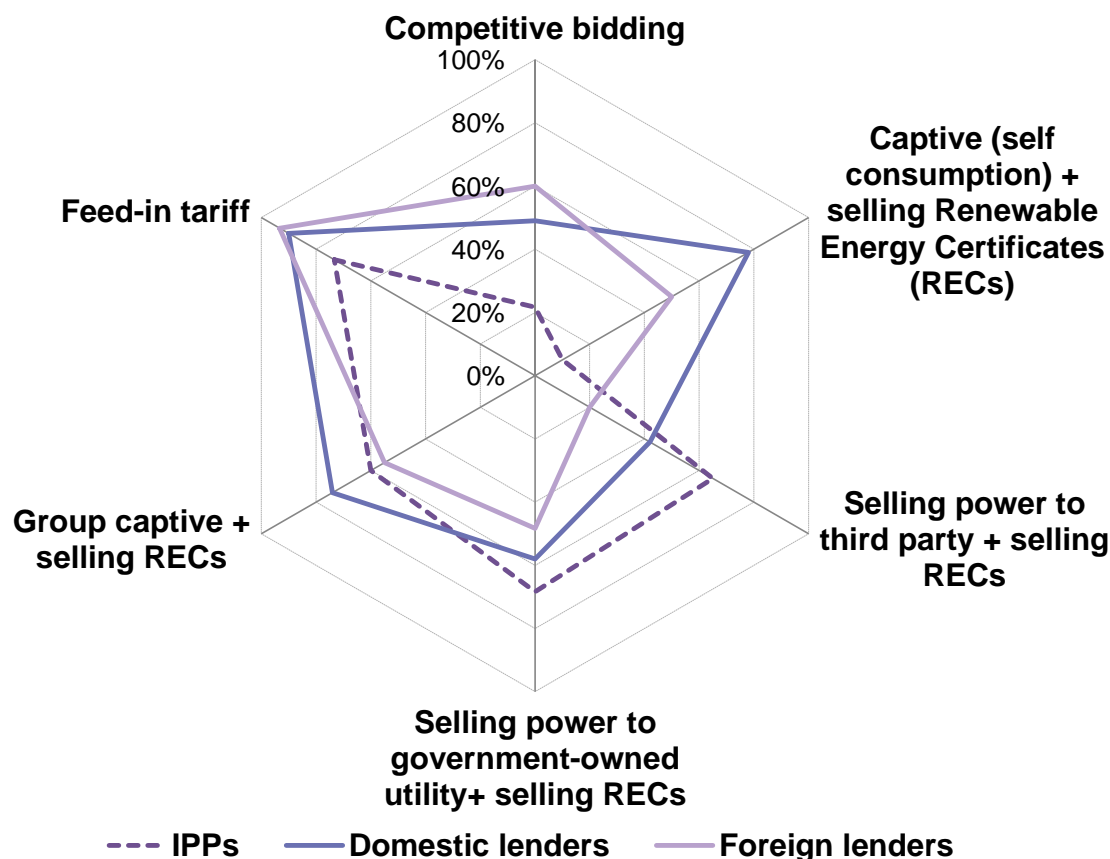 Competitive bidding
100%
80%
60%
40%
20%
0%
Captive (self
consumption) +
selling Renewable
Energy Certificates
(RECs)
Selling power to
third party + selling
RECs
Selling power to
government-owned
utility+ selling RECs
Group captive +
selling RECs
Feed-in tariff
IPPs
Domestic lenders
Foreign lenders